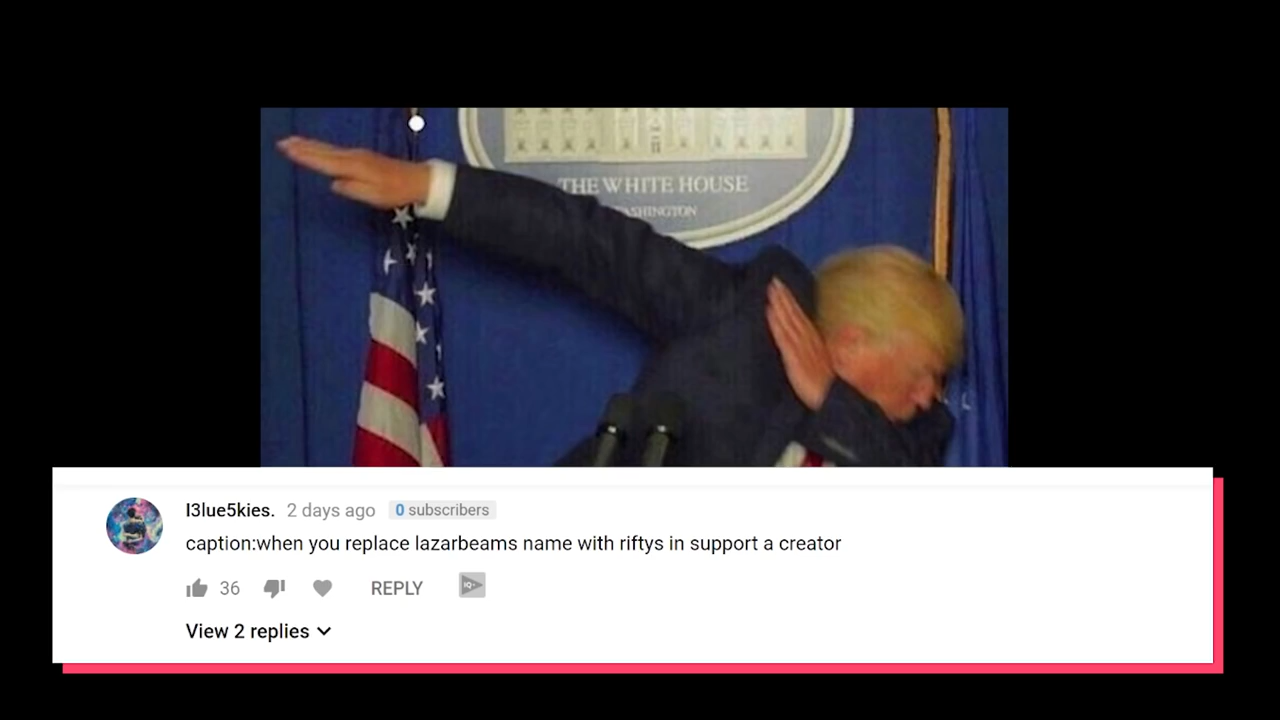 THE WHITE HOUSE
WASHINGTON
I3lue5kies. 2 days ago 0 subscribers
caption:when you replace lazarbeams name with riftys in support a creator
36 REPLY IQ+
View 2 replies